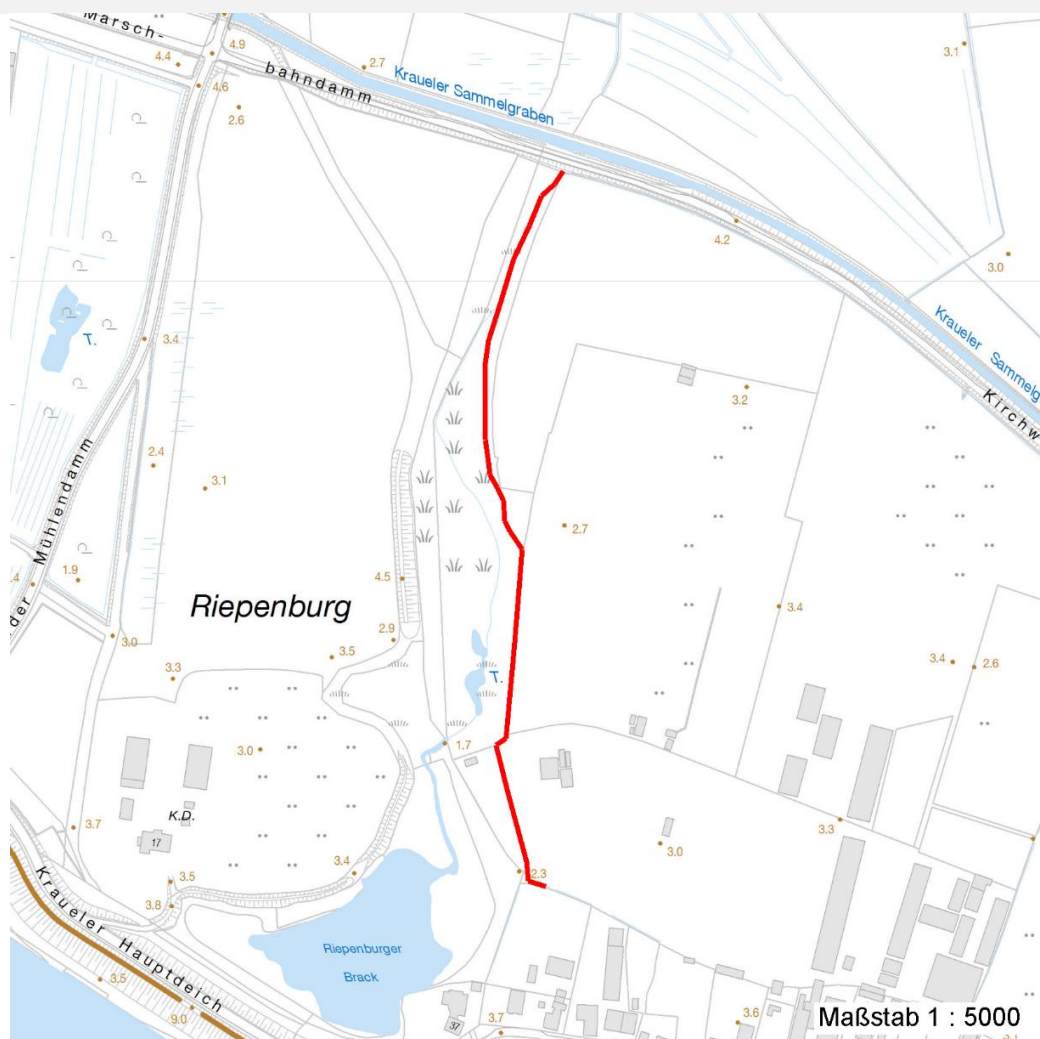 Marsch-
bahndamm
4.9
4.4
4.6
2.6
2.7
Kraueler Sammelgraben
3.1
4.2
3.0
Kraueler Sammelg
Kirchw
T.
3.4
3.2
2.4
3.1
2.7
der Mühlendamm
.4
1.9
4.5
3.4
Riepenburg
3.0
2.9
3.5
3.3
3.4
2.6
T.
3.0
1.7
K.D.
17
3.7
3.3
3.0
3.4
2.3
3.5
3.8
Kraueler Hauptdeich
Riepenburger
Brack
3.5
9.0
37
3.7
3.6
Maßstab 1 : 5000